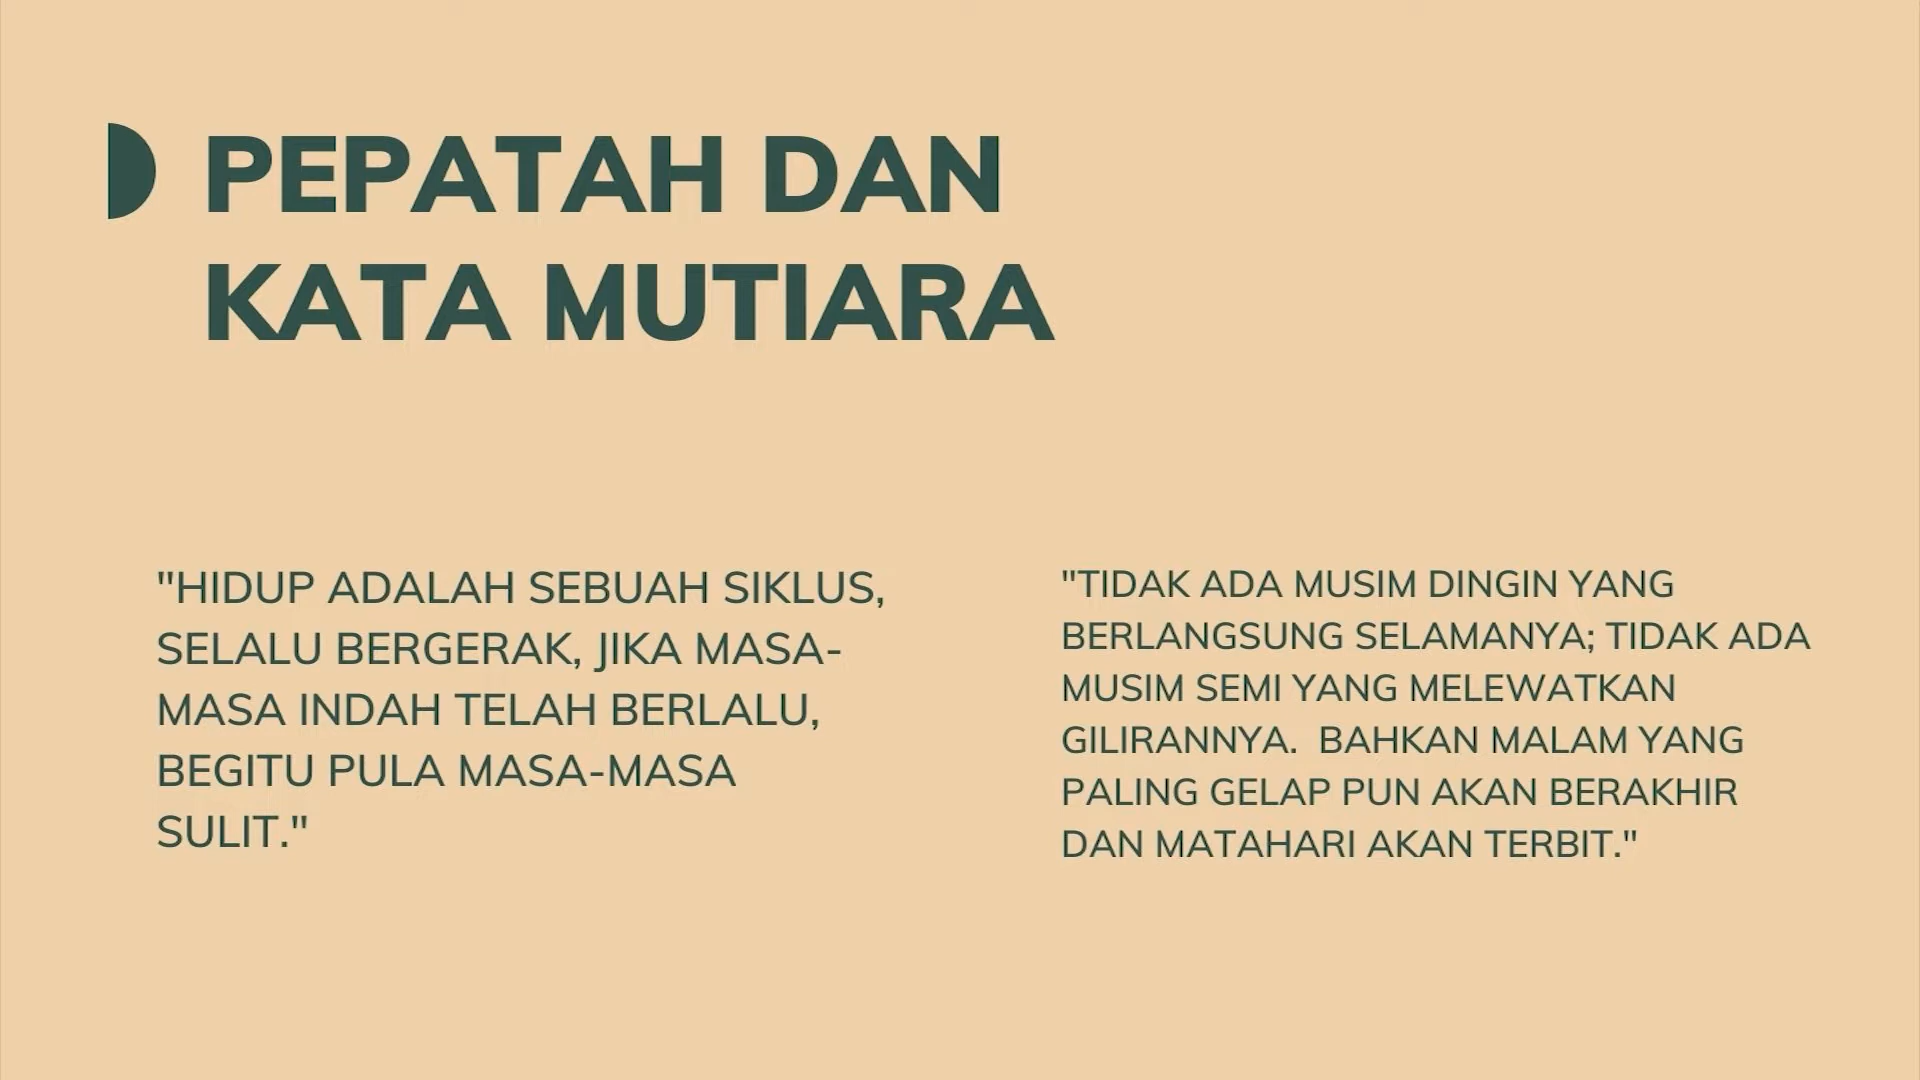 PEPATAH DAN
KATA MUTIARA
"HIDUP ADALAH SEBUAH SIKLUS,
SELALU BERGERAK, JIKA MASA-
MASA INDAH TELAH BERLALU,
BEGITU PULA MASA-MASA
SULIT."
"TIDAK ADA MUSIM DINGIN YANG
BERLANGSUNG SELAMANYA; TIDAK ADA
MUSIM SEMI YANG MELEWATKAN
GILIRANNYA.  BAHKAN MALAM YANG
PALING GELAP PUN AKAN BERAKHIR
DAN MATAHARI AKAN TERBIT."